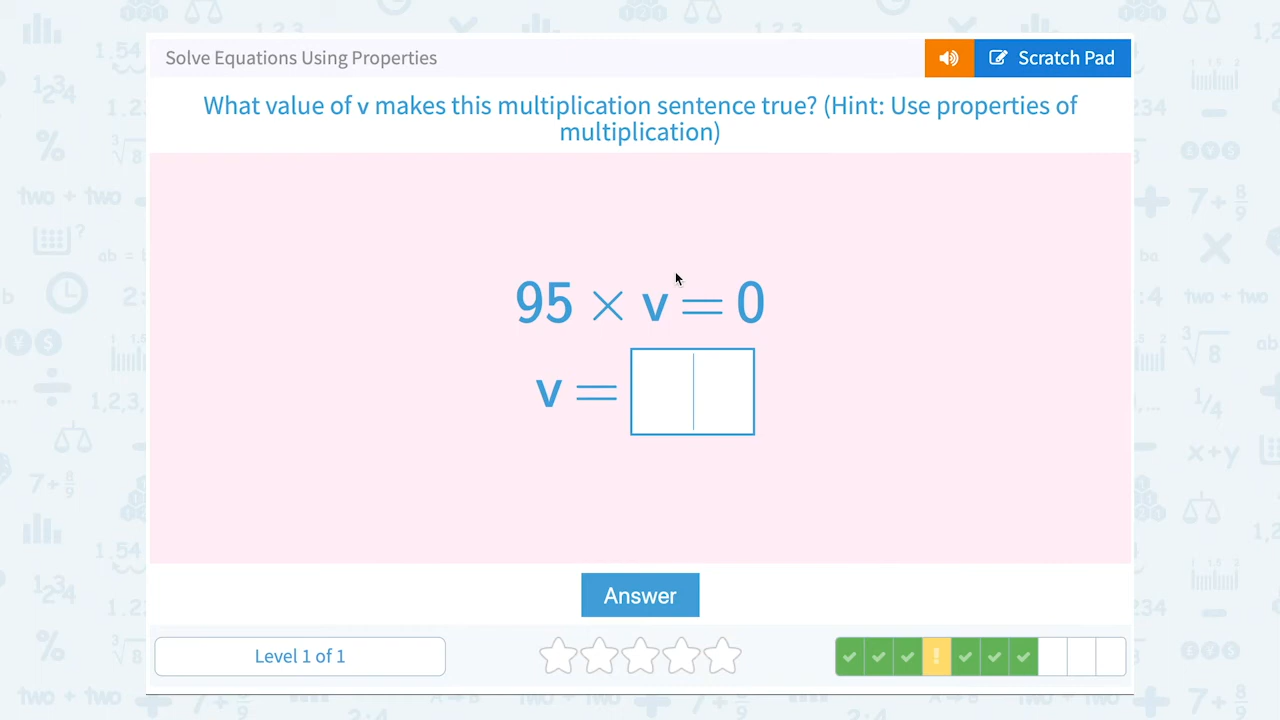 Solve Equations Using Properties
Scratch Pad
What value of v makes this multiplication sentence true? (Hint: Use properties of
multiplication)
95 × v = 0
v =
Answer
Level 1 of 1